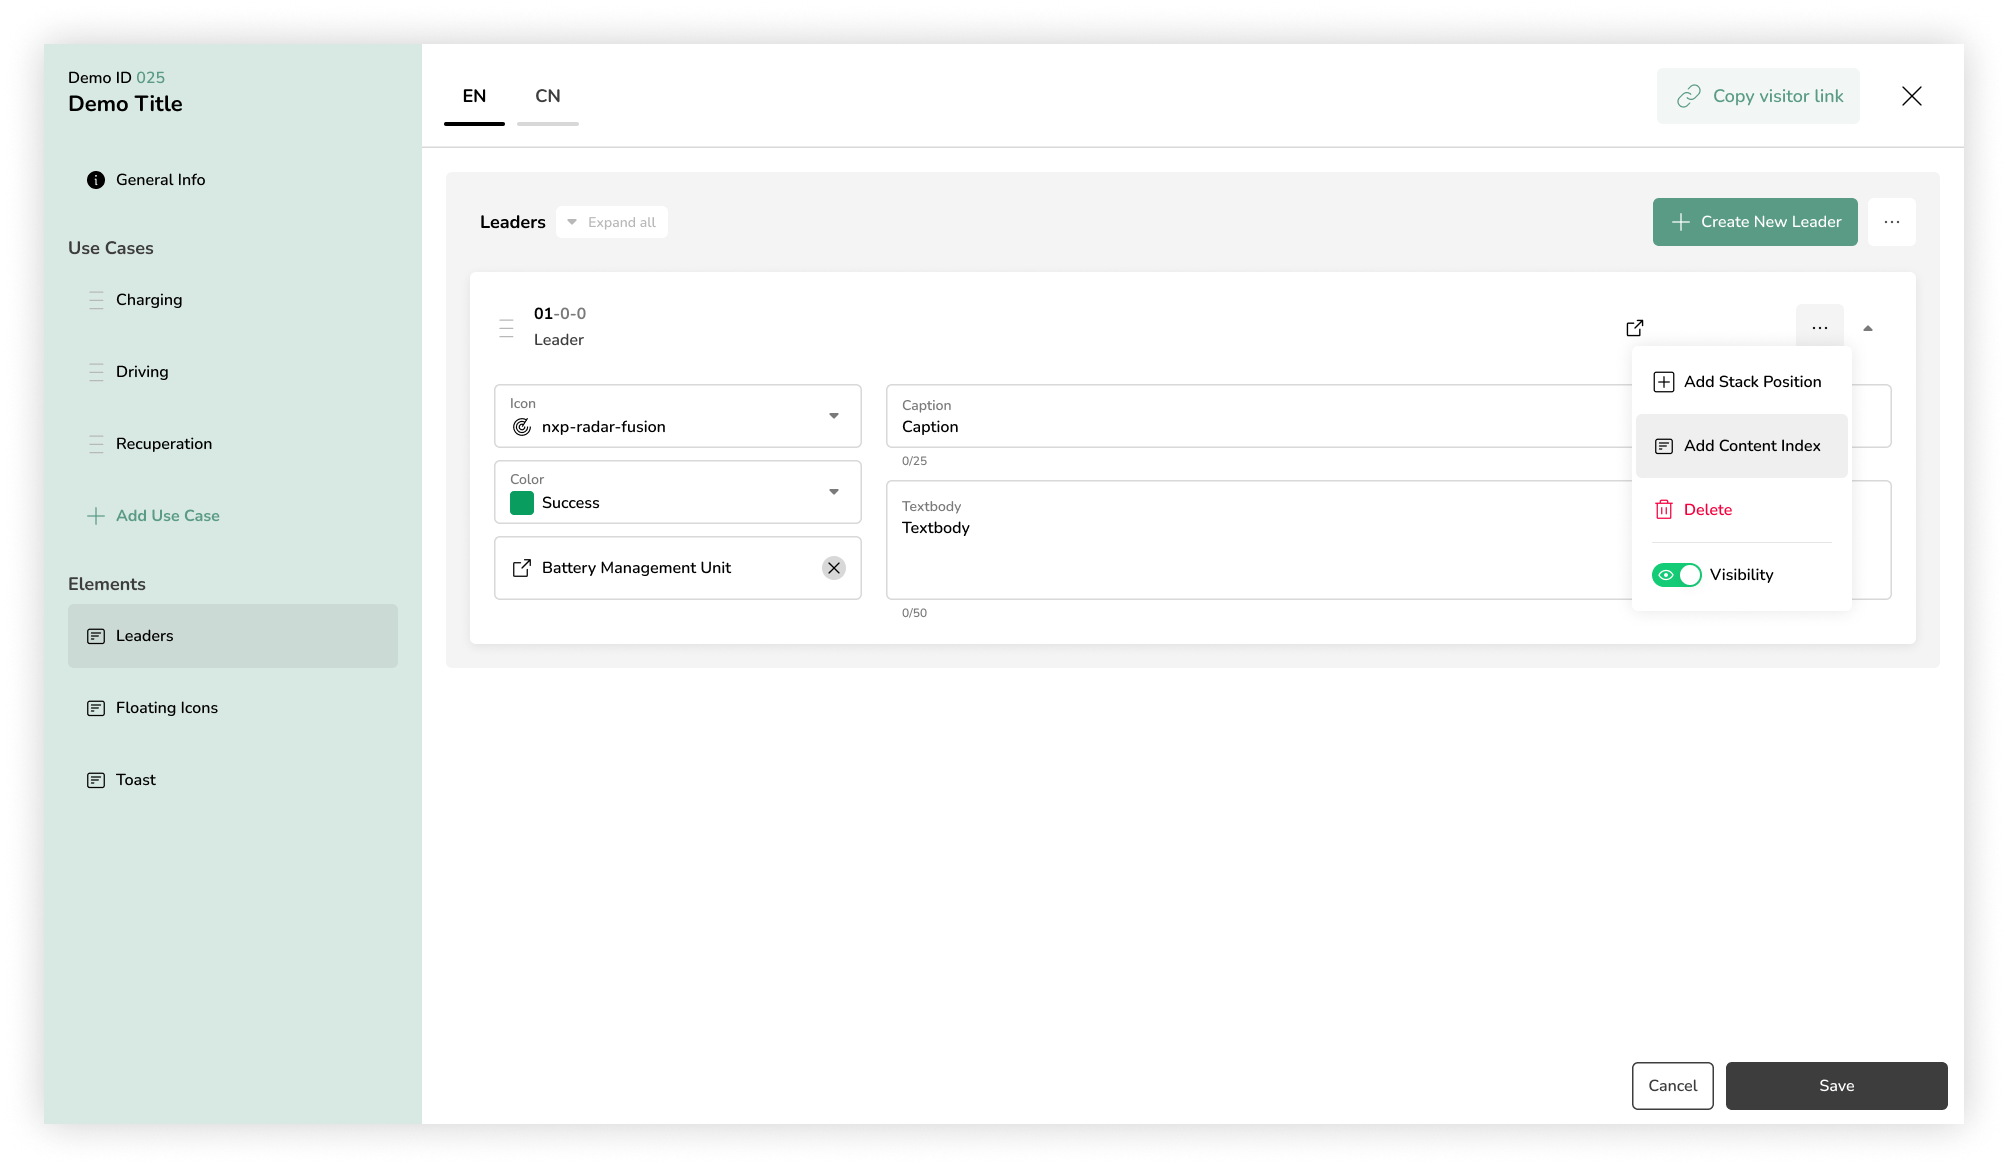 Demo ID 025
Demo Title
General Info
Use Cases
Charging
Driving
Recuperation
Add Use Case
Elements
Leaders
Floating Icons
Toast
EN
CN
Copy visitor link
Leaders
Expand all
Create New Leader
01-0-0
Leader
Icon
nxp-radar-fusion
Color
Success
Battery Management Unit
Caption
Caption
0/25
Textbody
Textbody
0/50
Add Stack Position
Add Content Index
Delete
Visibility
Cancel
Save